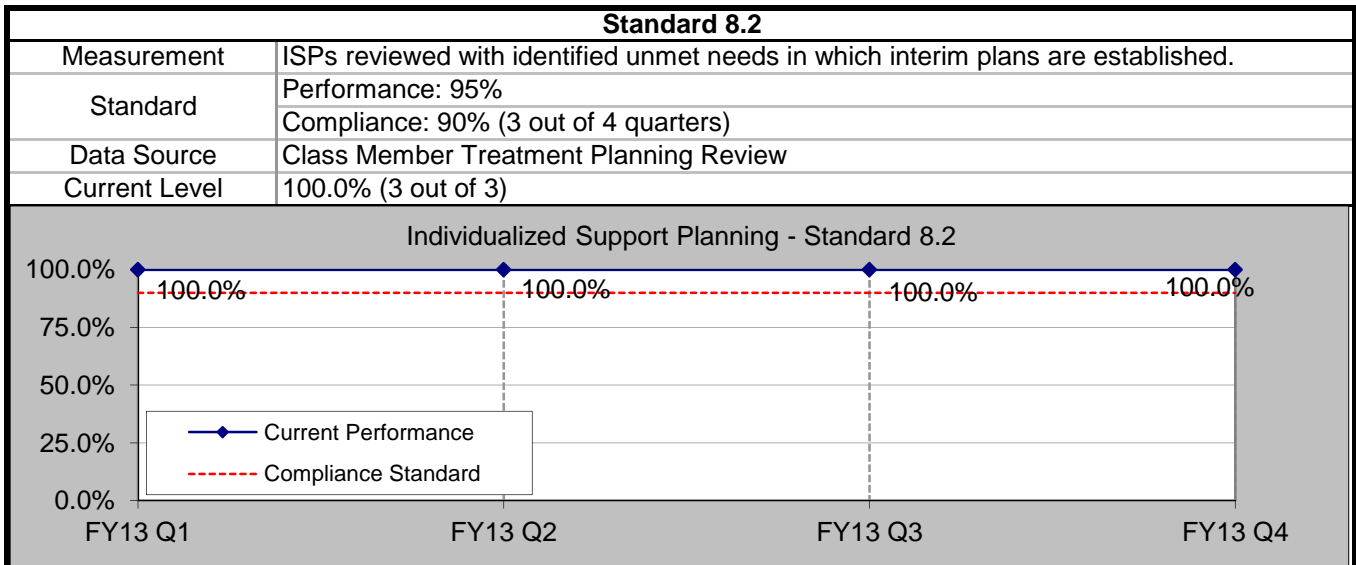 Standard 8.2
Measurement ISPs reviewed with identified unmet needs in which interim plans are established.
Standard Performance: 95%
Compliance: 90% (3 out of 4 quarters)
Data Source Class Member Treatment Planning Review
Current Level 100.0% (3 out of 3)
Individualized Support Planning - Standard 8.2
100.0%
100.0% 100.0% 100.0% 100.0%
75.0%
50.0%
25.0%
0.0%
Current Performance
Compliance Standard
FY13 Q1 FY13 Q2 FY13 Q3 FY13 Q4